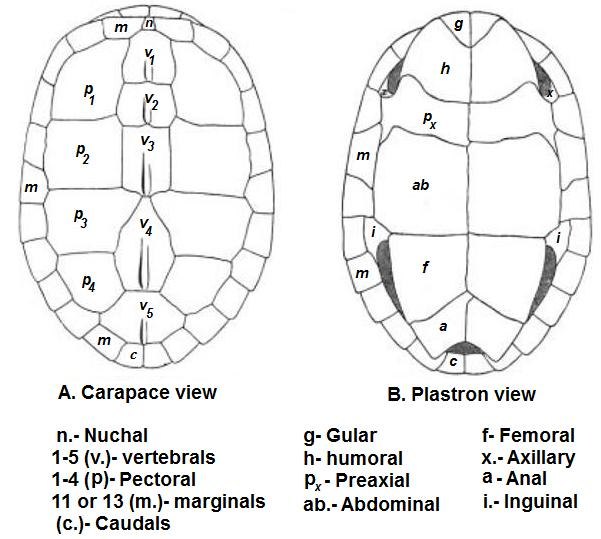 m n
v1
p1
v2
v3
p2
m
p3
v4
p4
v5
m
c
g
h
x x
px
m
ab
i i
f
m
a
c
A. Carapace view
B. Plastron view
n.- Nuchal
1-5 (v.)- vertebrals
1-4 (p)- Pectoral
11 or 13 (m.)- marginals
(c.)- Caudals
g- Gular
h- humoral
px - Preaxial
ab.- Abdominal
f- Femoral
x.- Axillary
a - Anal
i.- Inguinal